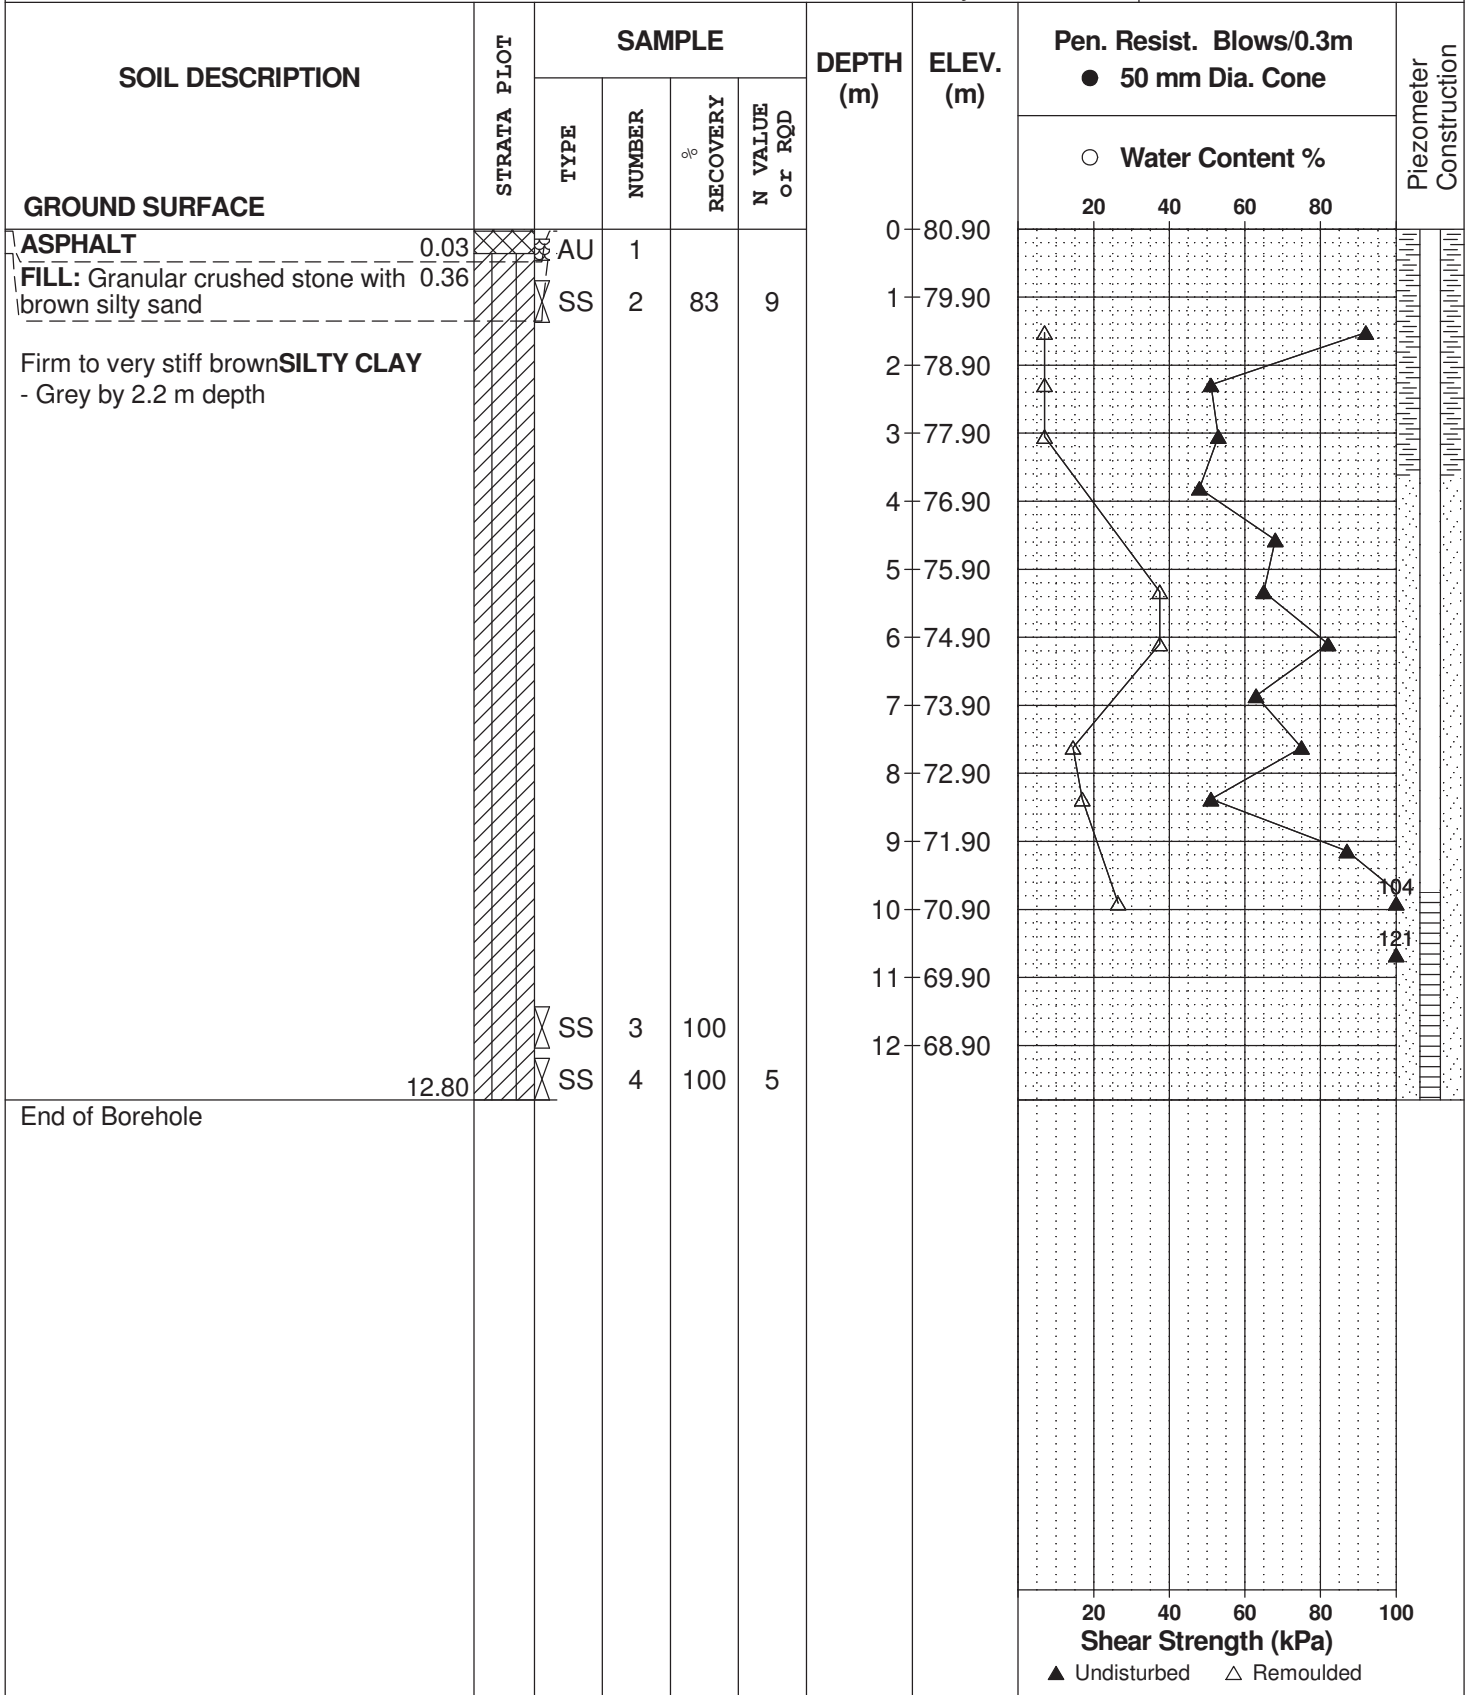 SOIL DESCRIPTION
GROUND SURFACE
STRATA PLOT
SAMPLE
TYPE
NUMBER
% RECOVERY
N VALUE or RQD
DEPTH (m)
ELEV. (m)
Pen. Resist. Blows/0.3m
● 50 mm Dia. Cone
○ Water Content %
20 40 60 80
Piezometer Construction
ASPHALT 0.03
FILL: Granular crushed stone with 0.36
brown silty sand
Firm to very stiff brownSILTY CLAY
- Grey by 2.2 m depth
12.80
End of Borehole
AU 1
SS 2 83 9
SS 3 100
SS 4 100 5
0 80.90
1 79.90
2 78.90
3 77.90
4 76.90
5 75.90
6 74.90
7 73.90
8 72.90
9 71.90
10 70.90
11 69.90
12 68.90
104
121
20 40 60 80 100
Shear Strength (kPa)
▲ Undisturbed △ Remoulded